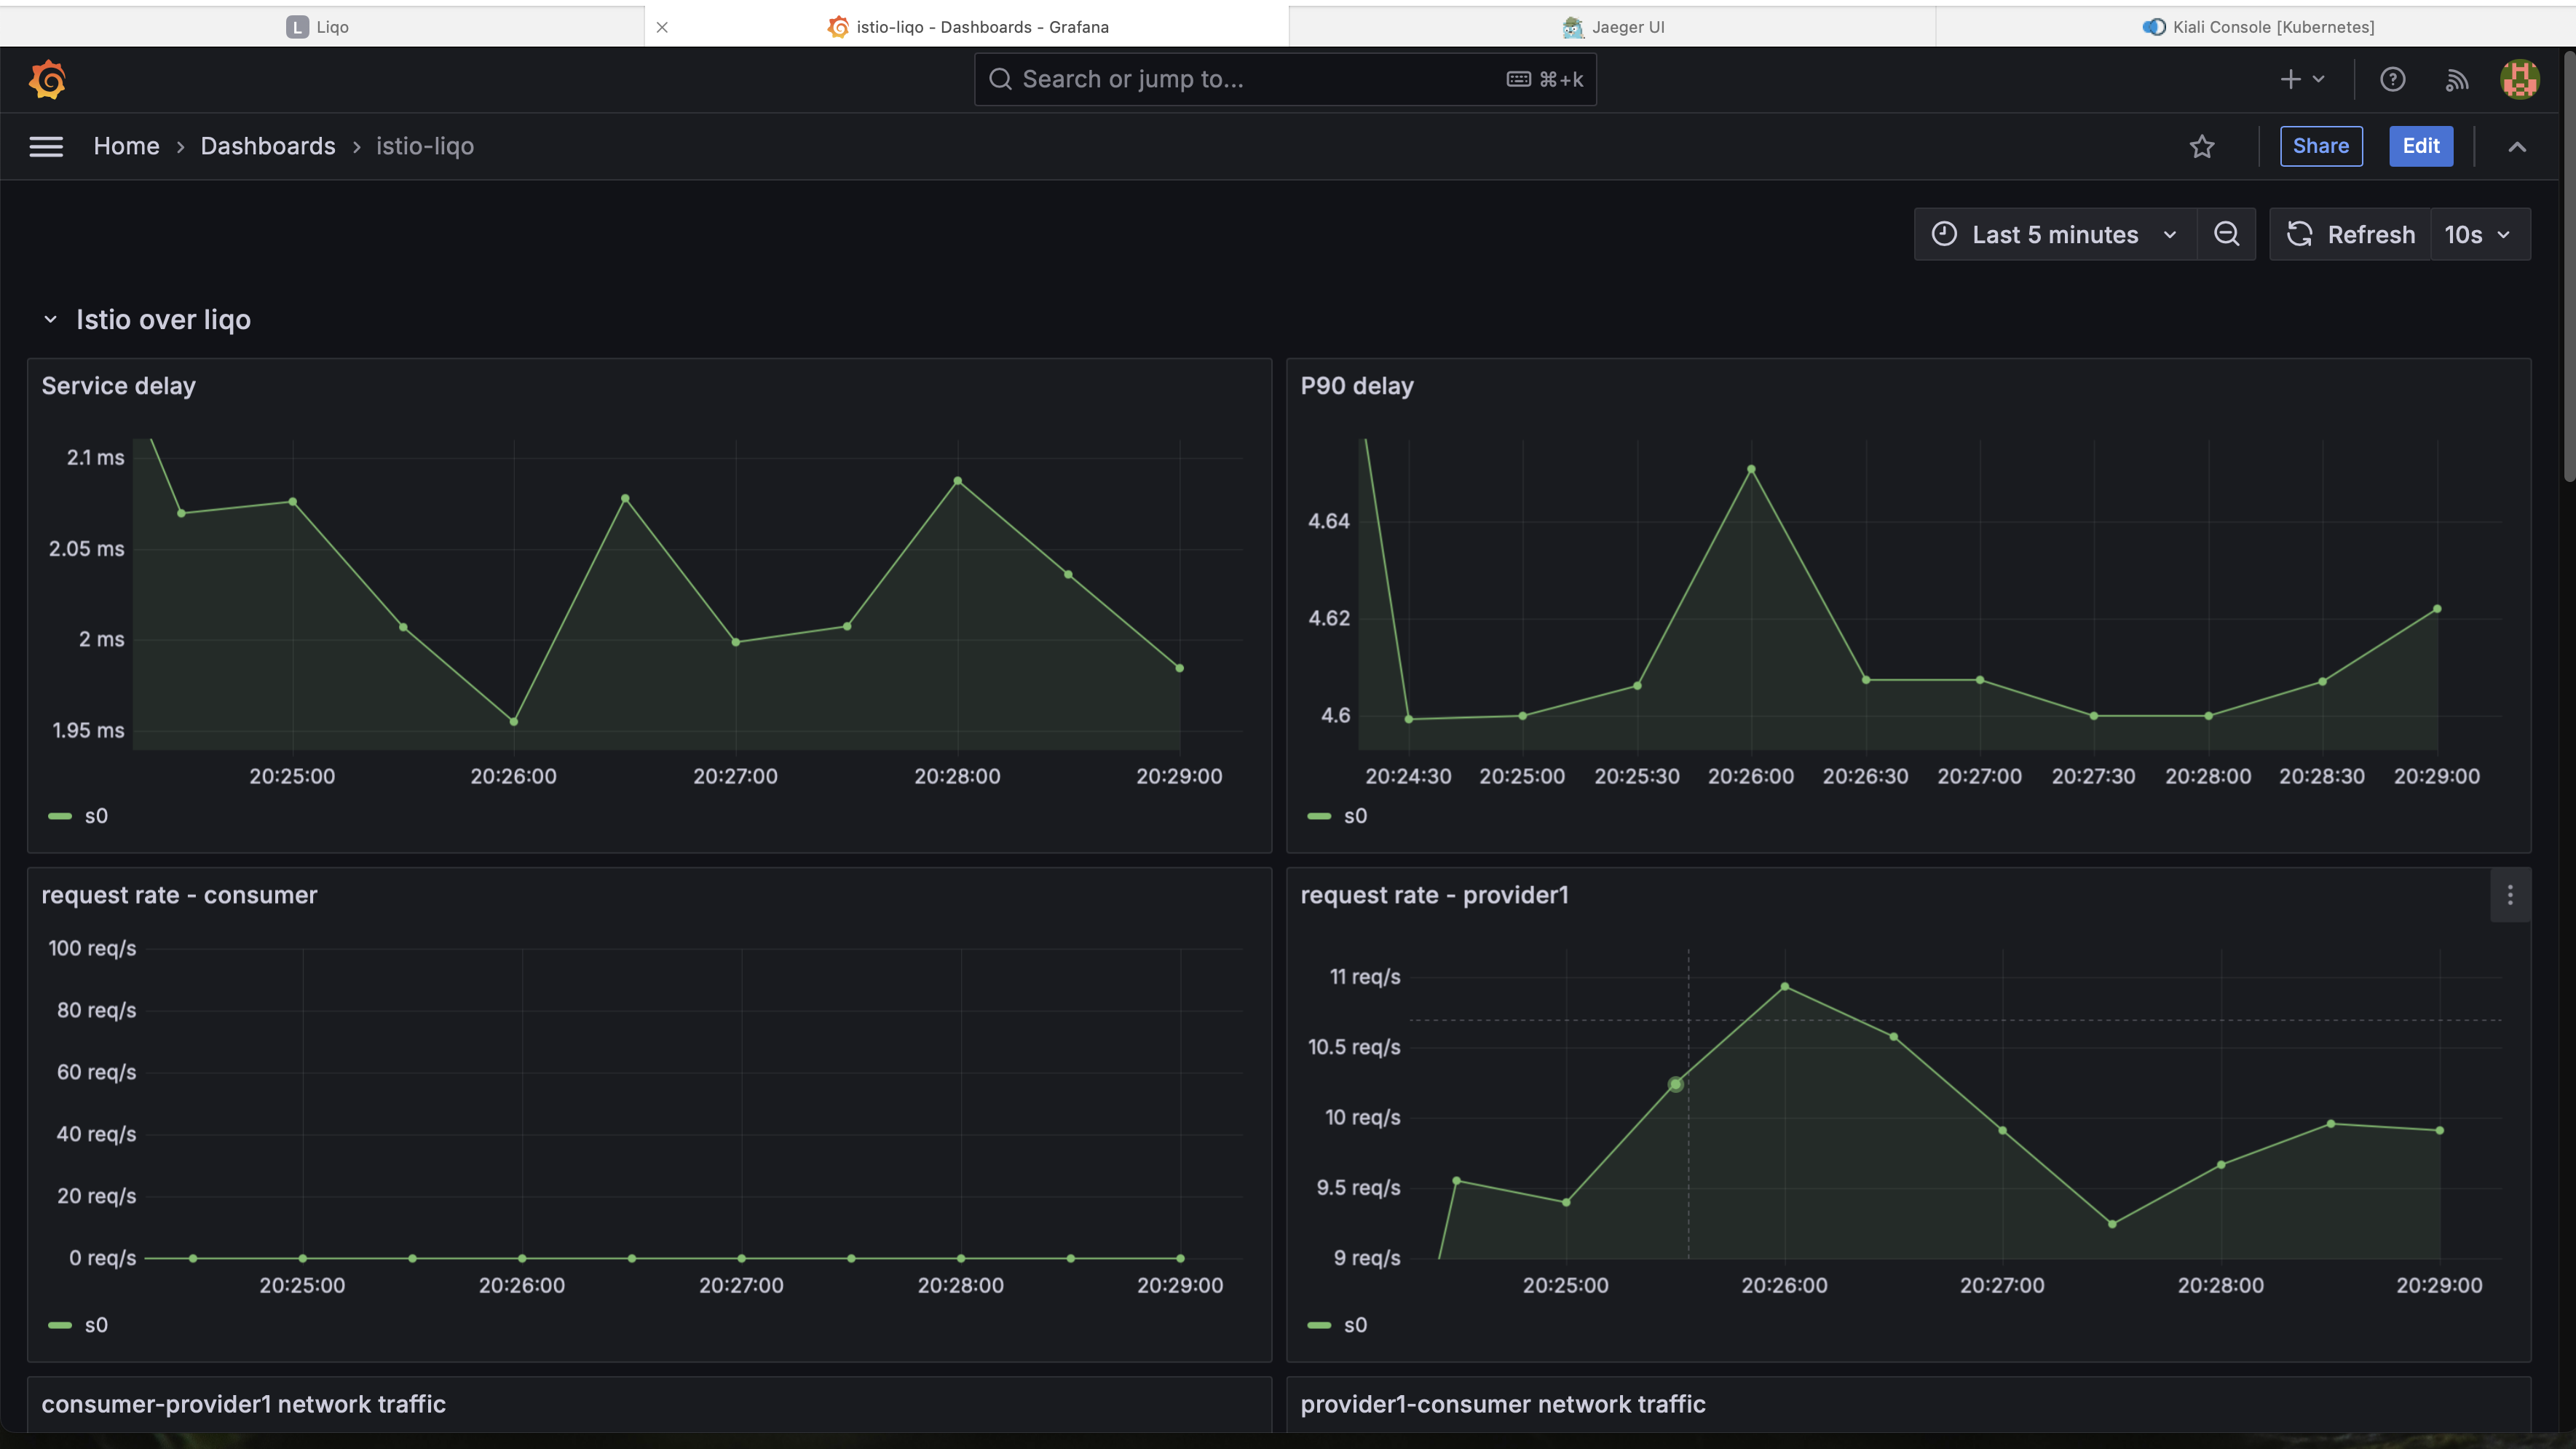 L Liqo
istio-liqo - Dashboards - Grafana
Jaeger UI
Kiali Console [Kubernetes]
Search or jump to...
⌘+k
Home › Dashboards › istio-liqo
Share
Edit
Last 5 minutes
Refresh
10s
Istio over liqo
Service delay
2.1 ms
2.05 ms
2 ms
1.95 ms
20:25:00 20:26:00 20:27:00 20:28:00 20:29:00
s0
P90 delay
4.64
4.62
4.6
20:24:30 20:25:00 20:25:30 20:26:00 20:26:30 20:27:00 20:27:30 20:28:00 20:28:30 20:29:00
s0
request rate - consumer
100 req/s
80 req/s
60 req/s
40 req/s
20 req/s
0 req/s
20:25:00 20:26:00 20:27:00 20:28:00 20:29:00
s0
request rate - provider1
11 req/s
10.5 req/s
10 req/s
9.5 req/s
9 req/s
20:25:00 20:26:00 20:27:00 20:28:00 20:29:00
s0
consumer-provider1 network traffic
provider1-consumer network traffic